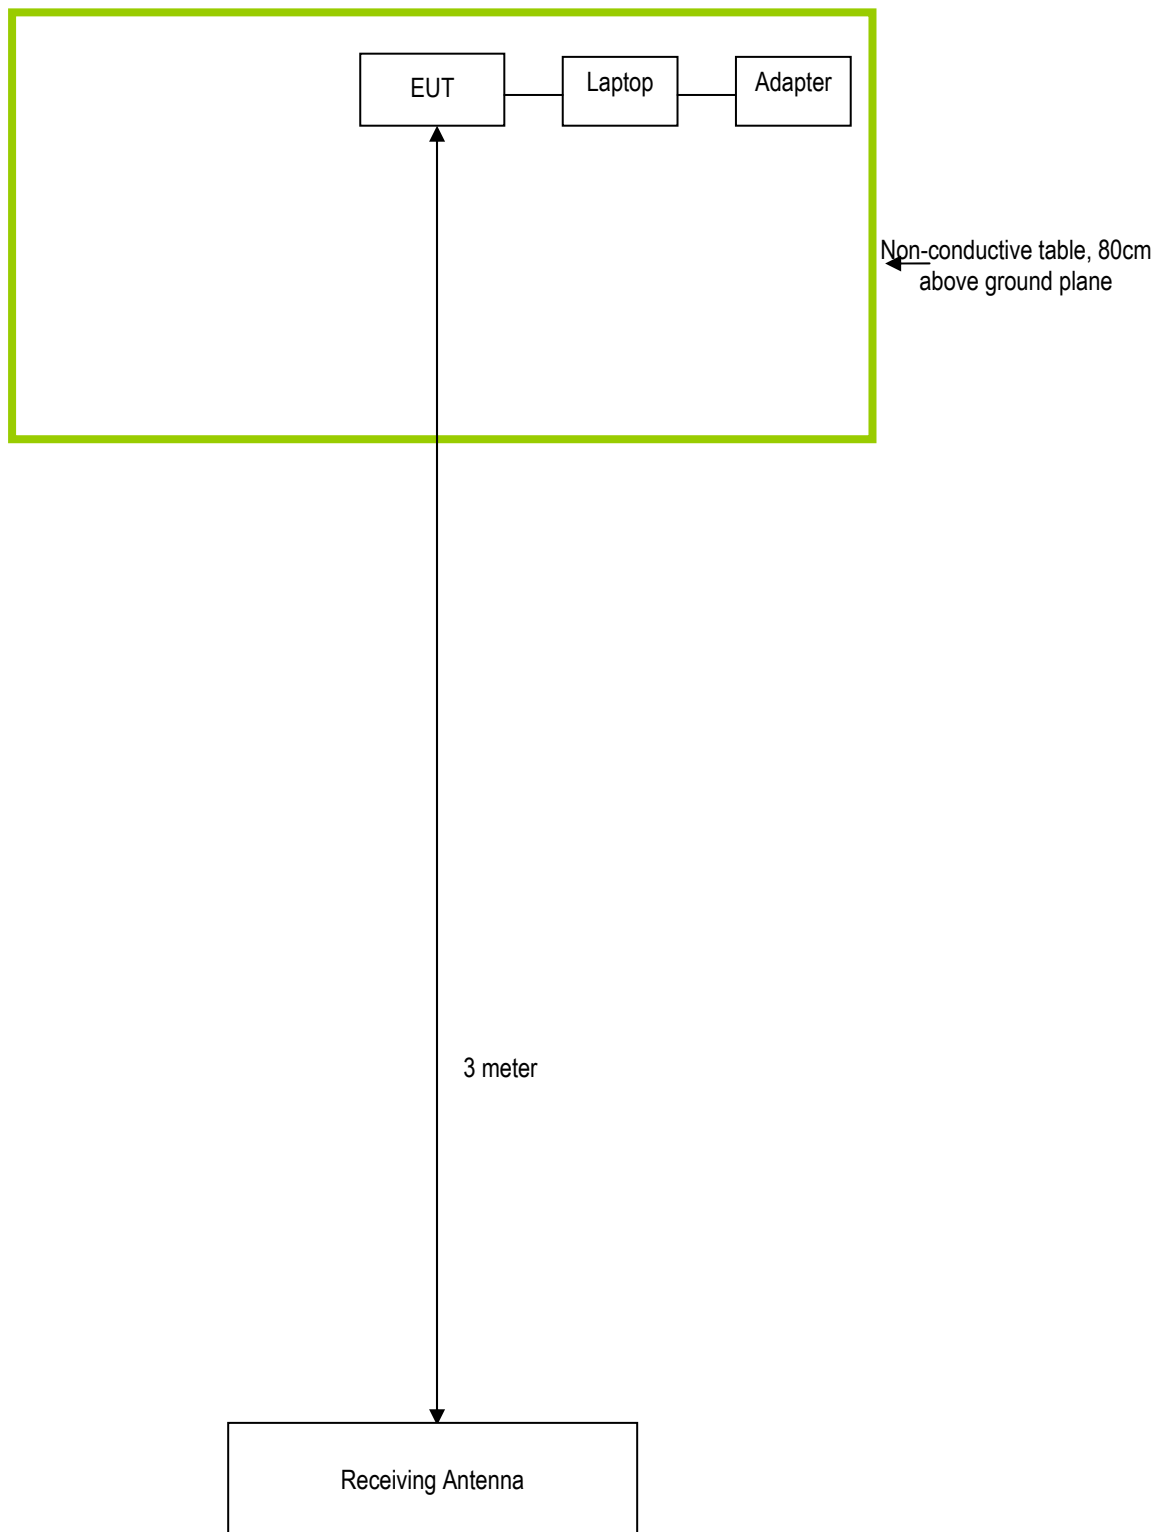 EUT
Laptop
Adapter
Non-conductive table, 80cm
above ground plane
3 meter
Receiving Antenna